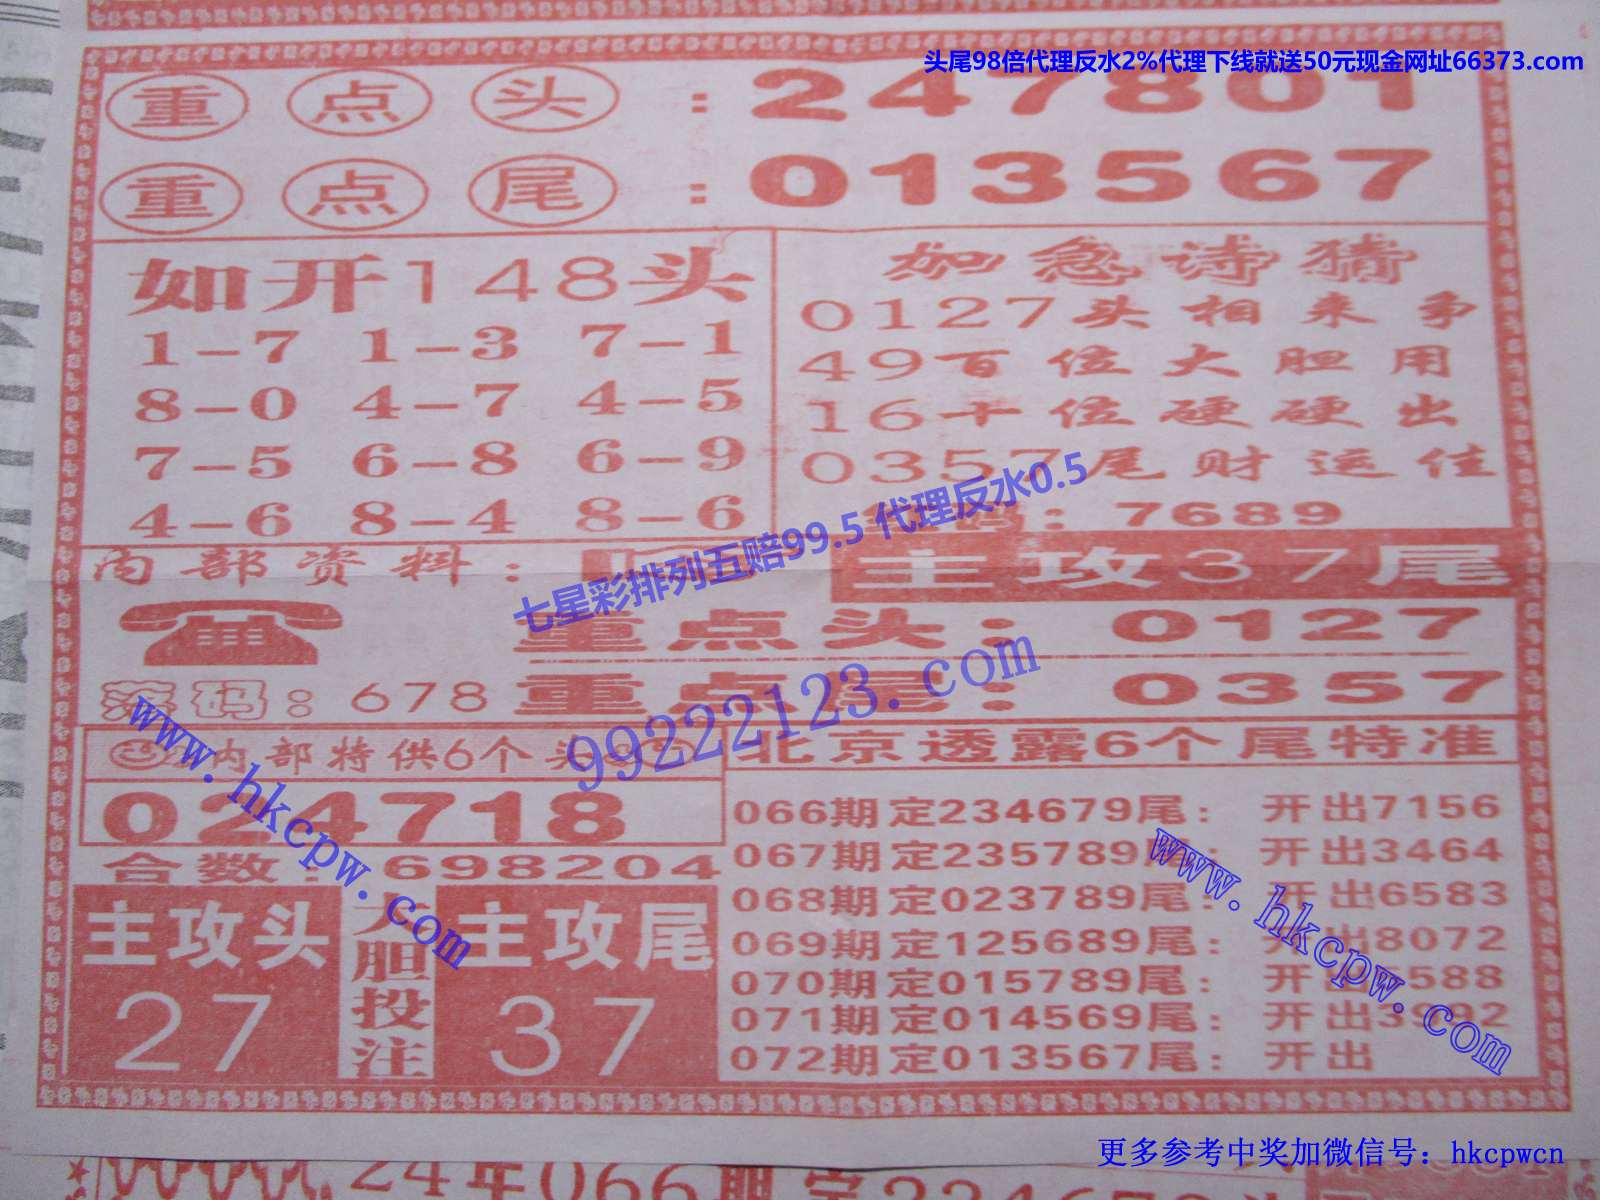 头尾98倍代理反水2%代理下线就送50元现金网址66373.com
重点头：247801
重点尾：013567
如开148头
1-7 1-3 7-1
8-0 4-7 4-5
7-5 6-8 6-9
4-6 8-4 8-6
加急诗猜
0127头相来争
49百位大胆用
16十位硬硬出
0357尾财运佳
：7689
内部资料：
主攻37尾
七星彩排列五赔99.5 代理反水0.5
重点头：0127
落码：678
重点尾：0357
99222123.com
www.hkcpw.com
内部特供6个头
024718
合数：698204
主攻头
27
大胆投注
主攻尾
37
北京透露6个尾特准
066期定234679尾：开出7156
067期定235789尾：开出3464
068期定023789尾：开出6583
069期定125689尾：开出8072
070期定015789尾：开出588
071期定014569尾：开出
072期定013567尾：开出
www.hkcpw.com
更多参考中奖加微信号：hkcpwcn
24年066期定